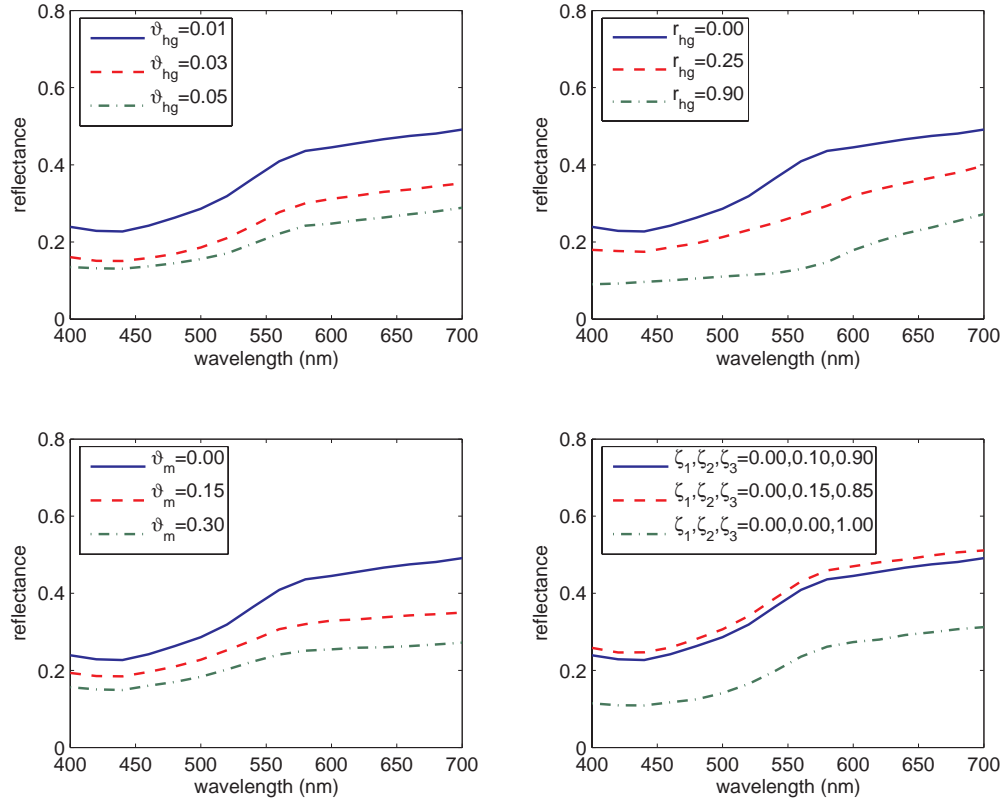 ϑhg=0.01
ϑhg=0.03
ϑhg=0.05
0.8
0.6
0.4
0.2
0
reflectance
400 450 500 550 600 650 700
wavelength (nm)
rhg=0.00
rhg=0.25
rhg=0.90
0.8
0.6
0.4
0.2
0
reflectance
400 450 500 550 600 650 700
wavelength (nm)
ϑm=0.00
ϑm=0.15
ϑm=0.30
0.8
0.6
0.4
0.2
0
reflectance
400 450 500 550 600 650 700
wavelength (nm)
ζ1,ζ2,ζ3=0.00,0.10,0.90
ζ1,ζ2,ζ3=0.00,0.15,0.85
ζ1,ζ2,ζ3=0.00,0.00,1.00
0.8
0.6
0.4
0.2
0
reflectance
400 450 500 550 600 650 700
wavelength (nm)